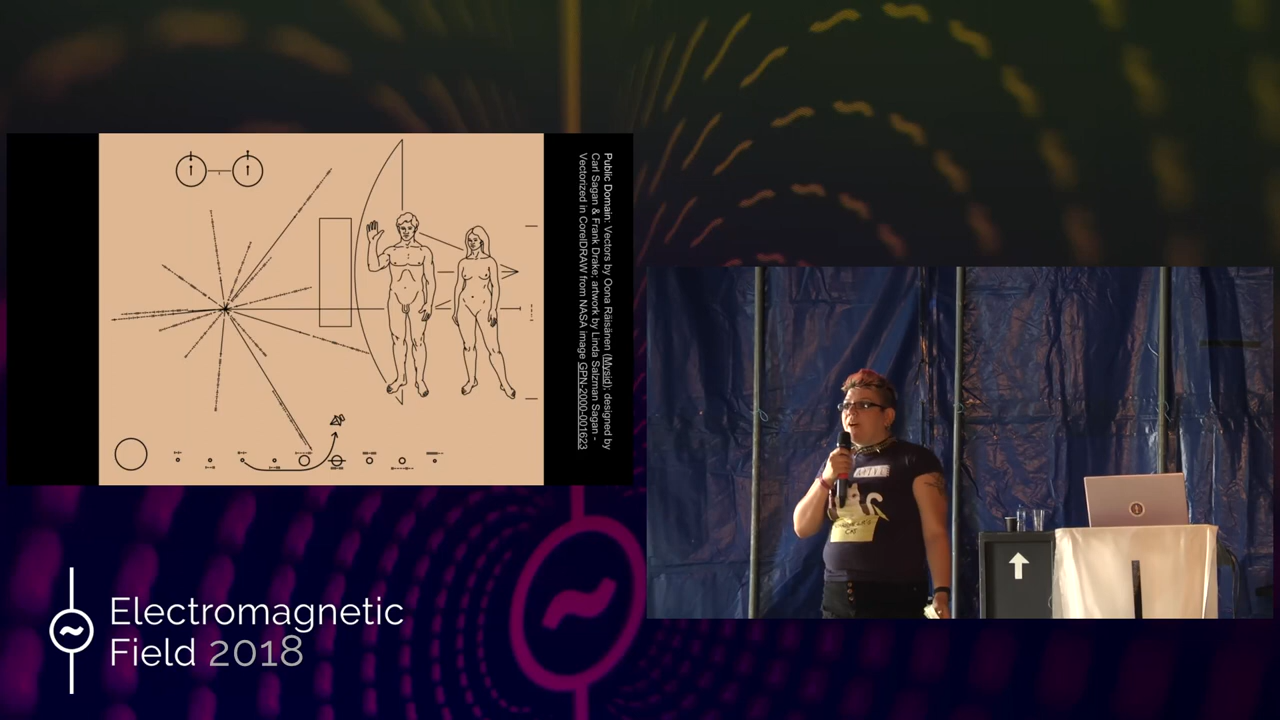 Public Domain: Vectors by Oona Räisänen (Mysid); designed by
Carl Sagan & Frank Drake; artwork by Linda Salzman Sagan -
Vectorized in CorelDRAW from NASA image GPN-2000-001623
CAT
Electromagnetic
Field 2018